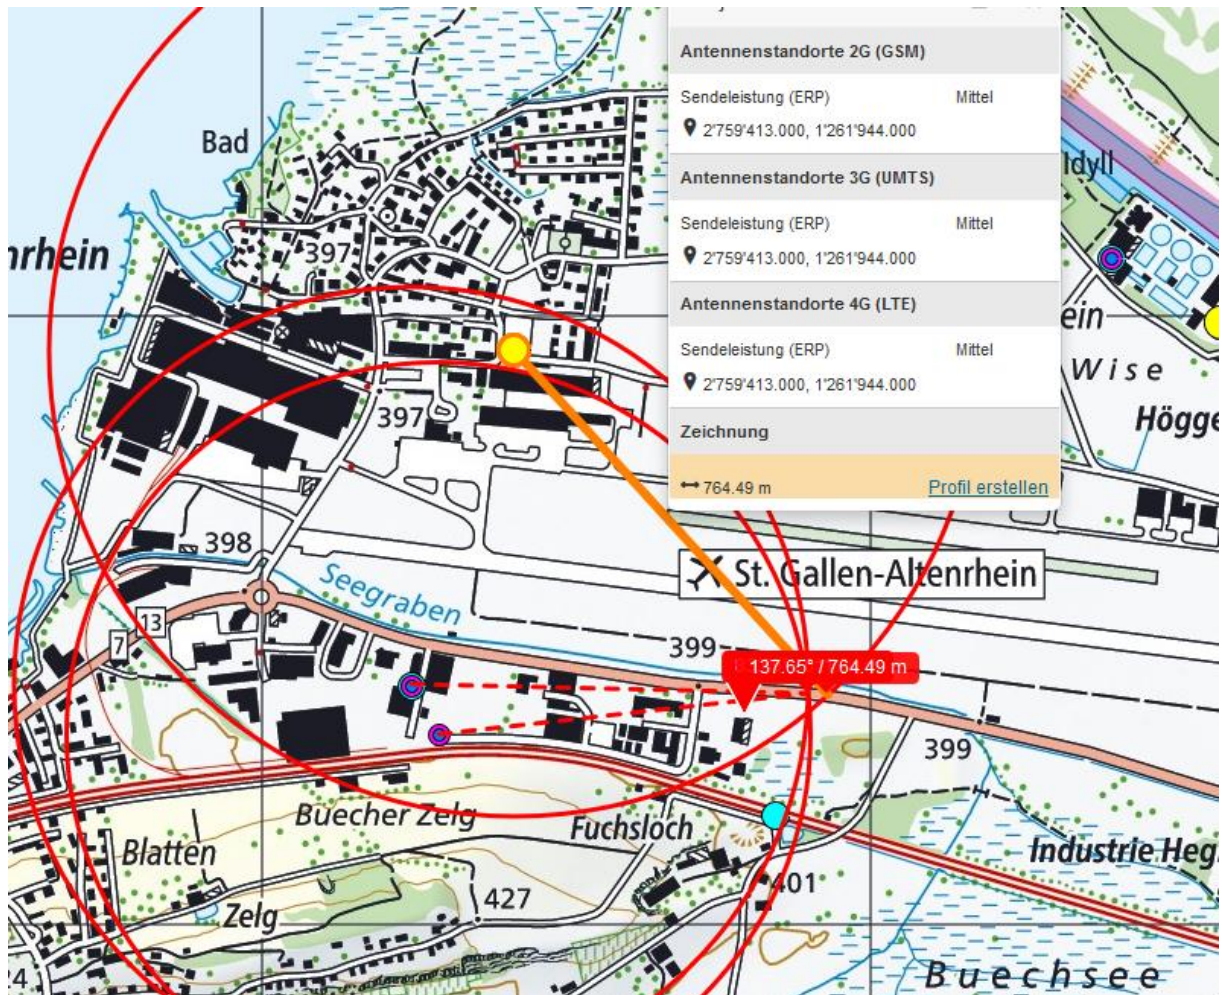 Antennenstandorte 2G (GSM)
Sendeleistung (ERP) Mittel
2'759'413.000, 1'261'944.000
Antennenstandorte 3G (UMTS)
Sendeleistung (ERP) Mittel
2'759'413.000, 1'261'944.000
Antennenstandorte 4G (LTE)
Sendeleistung (ERP) Mittel
2'759'413.000, 1'261'944.000
Zeichnung
764.49 m Profil erstellen
Bad
Idyll
nrhein
397
ein
Wise
Högge
397
398
Seegraben
St. Gallen-Altenrhein
13
7
399
137.65° / 764.49 m
399
Buecher Zelg
Fuchsloch
Blatten
Industrie Heg
401
427
Zelg
Buechsee
24